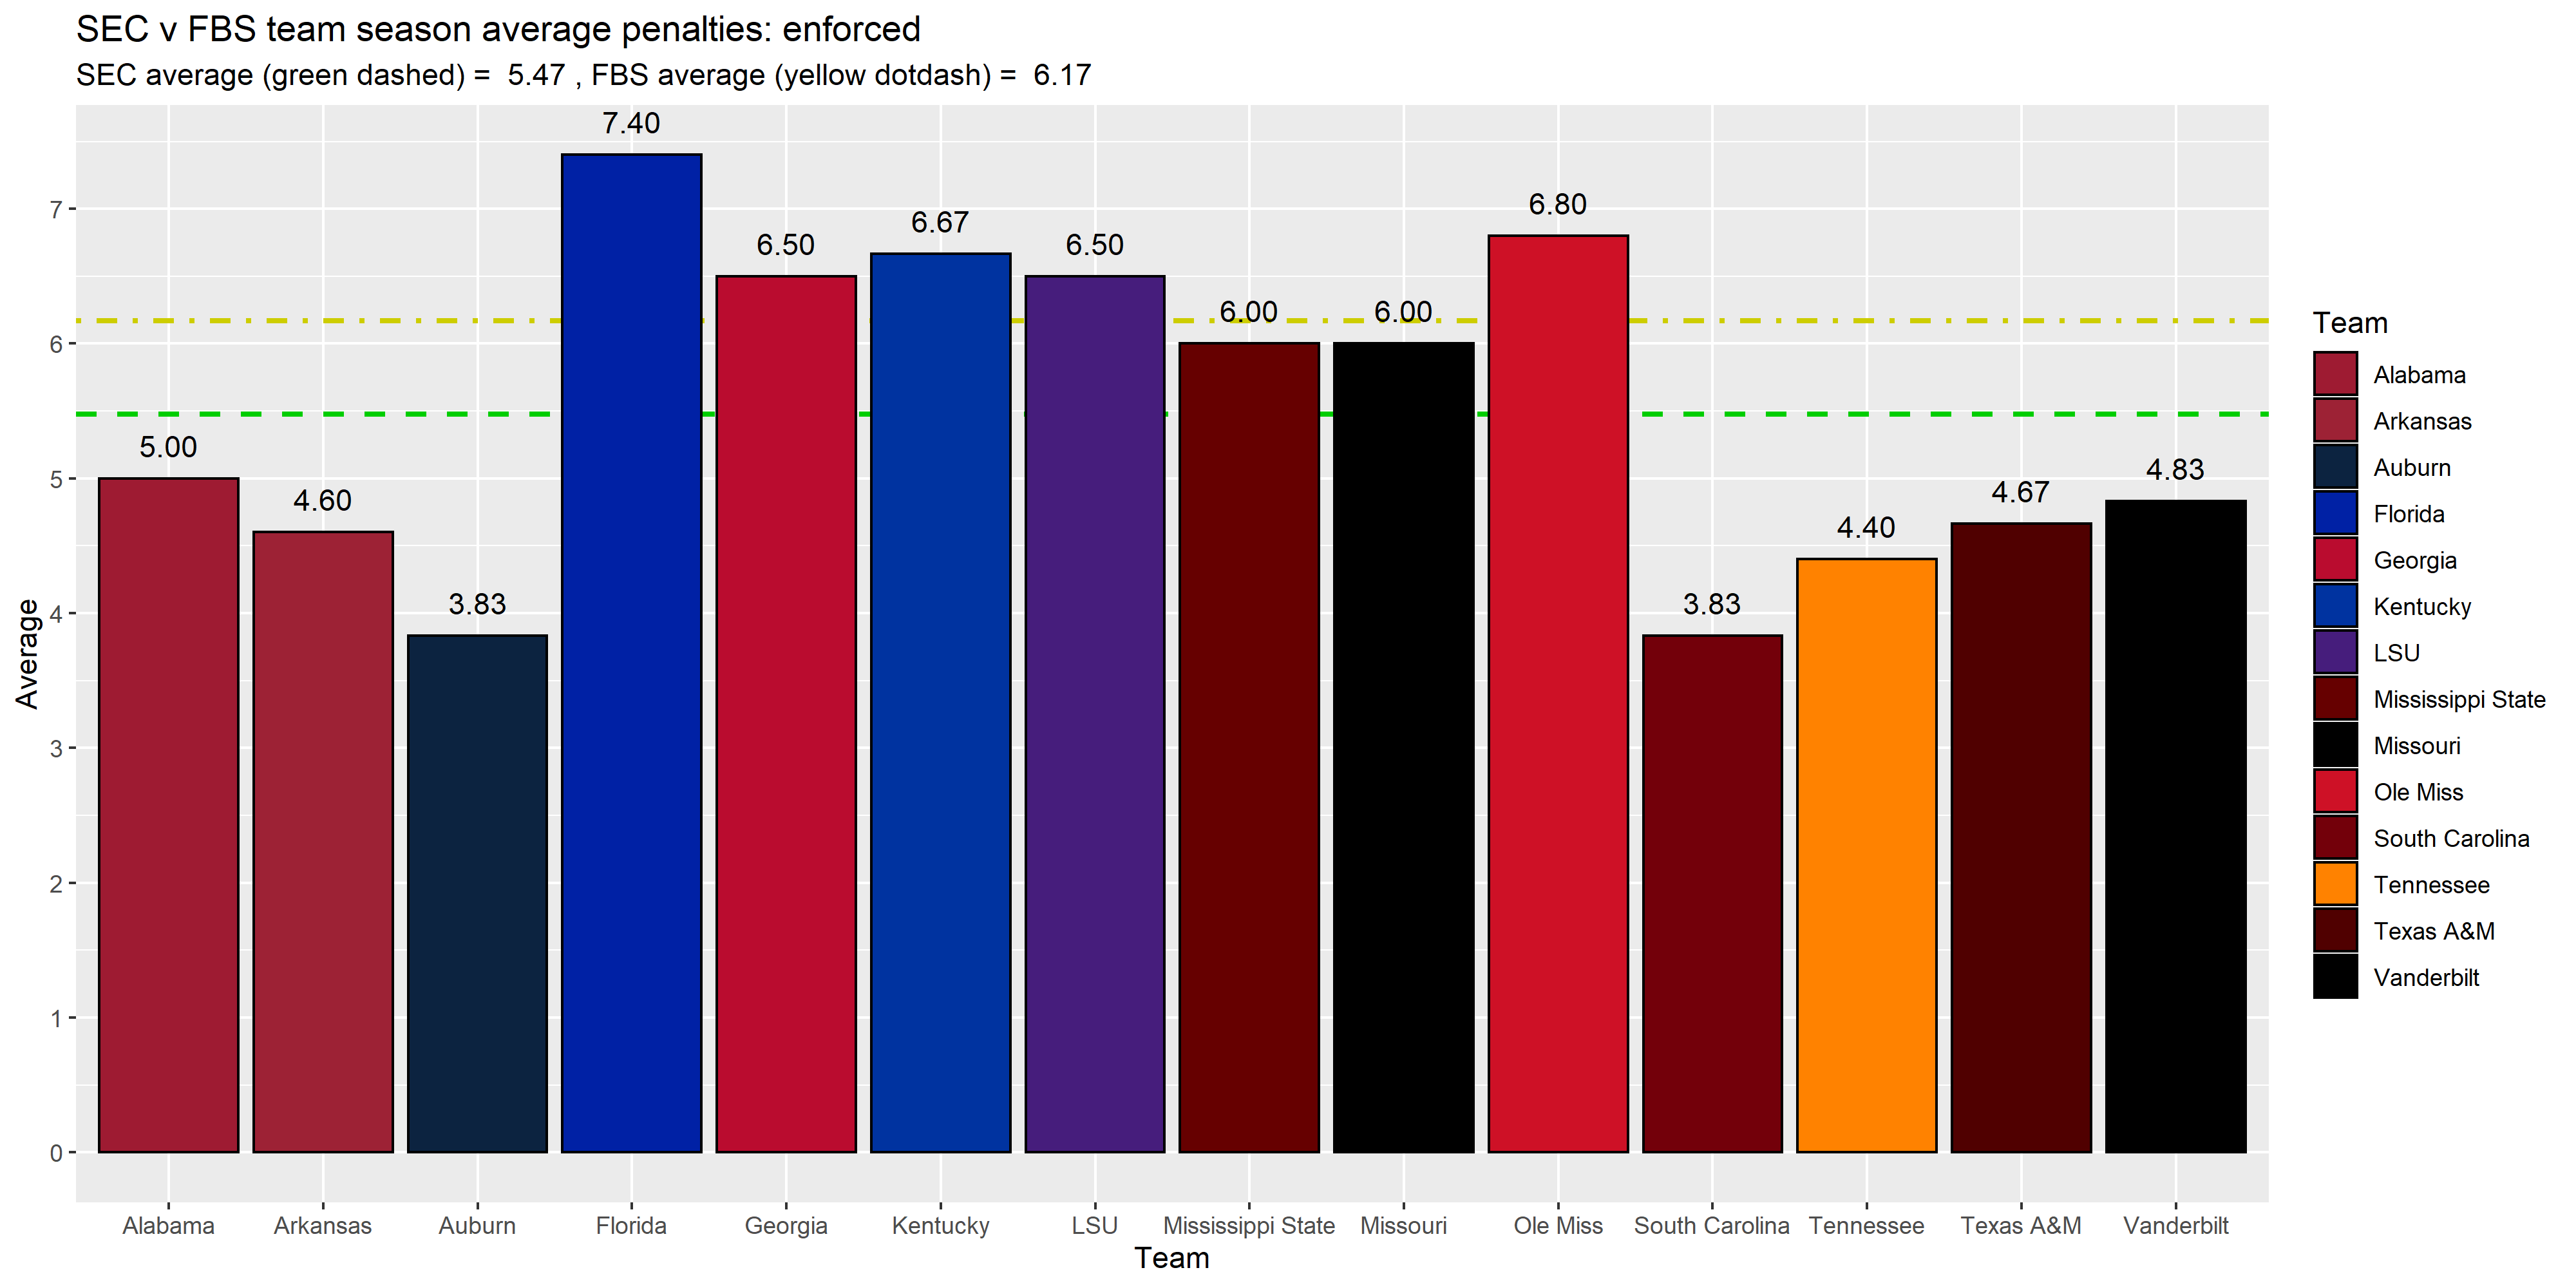 SEC v FBS team season average penalties: enforced
SEC average (green dashed) =  5.47 , FBS average (yellow dotdash) =  6.17
7.40
6.80
6.67
6.50
6.50
6.00
6.00
5.00
4.83
4.67
4.60
4.40
3.83
3.83
Average
7
6
5
4
3
2
1
0
Alabama
Arkansas
Auburn
Florida
Georgia
Kentucky
LSU
Mississippi State
Missouri
Ole Miss
South Carolina
Tennessee
Texas A&M
Vanderbilt
Team
Team
Alabama
Arkansas
Auburn
Florida
Georgia
Kentucky
LSU
Mississippi State
Missouri
Ole Miss
South Carolina
Tennessee
Texas A&M
Vanderbilt